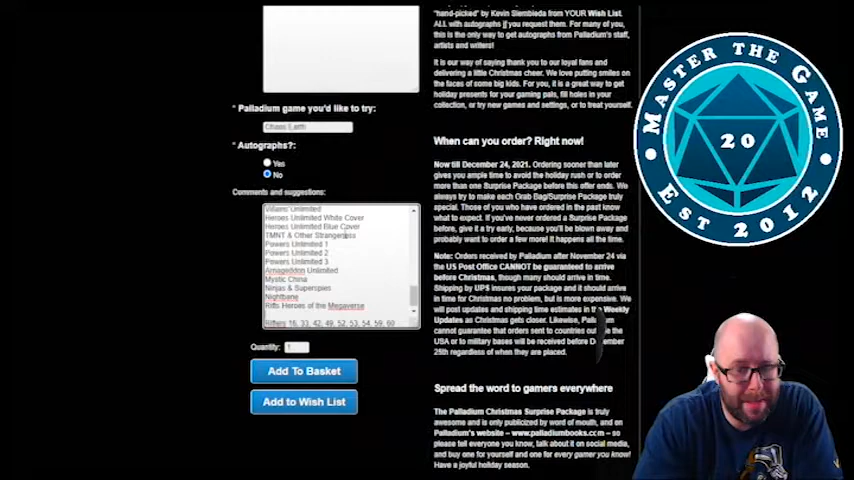 * Palladium game you'd like to try:
Chaos Earth
* Autographs?:
Yes
No
Comments and suggestions:
Villains Unlimited
Heroes Unlimited White Cover
Heroes Unlimited Blue Cover
TMNT & Other Strangeness
Powers Unlimited 1
Powers Unlimited 2
Powers Unlimited 3
Armageddon Unlimited
Mystic China
Ninjas & Superspies
Nightbane
Rifts Heroes of the Megaverse
Rifters 16, 33, 42, 49, 52, 53, 54, 59, 60
Quantity: 1
Add To Basket
Add to Wish List
"hand-picked" by Kevin Siembieda from YOUR Wish List.
ALL with autographs if you request them. For many of you,
this is the only way to get autographs from Palladium's staff,
artists and writers!
It is our way of saying thank you to our loyal fans and
delivering a little Christmas cheer. We love putting smiles on
the faces of some big kids. For you, it is a great way to get
holiday presents for your gaming pals, fill holes in your
collection, or try new games and settings, or to treat yourself.
When can you order? Right now!
Now till December 24, 2021. Ordering sooner than later
gives you ample time to avoid the holiday rush or to order
more than one Surprise Package before this offer ends. We
always try to make each Grab Bag/Surprise Package truly
special. Those of you who have ordered in the past know
what to expect. If you've never ordered a Surprise Package
before, give it a try early, because you'll be blown away and
probably want to order a few more! It happens all the time.
Note: Orders received by Palladium after November 24 via
the US Post Office CANNOT be guaranteed to arrive
before Christmas, though many should arrive in time.
Shipping by UPS insures your package and it should arrive
in time for Christmas no problem, but is more expensive. We
will post updates and shipping time estimates in the Weekly
Updates as Christmas gets closer. Likewise,
cannot guarantee that orders sent to countries the
USA or to military bases will be received before
25th regardless of when they are placed.
Spread the word to gamers everywhere
The Palladium Christmas Surprise Package is truly
awesome and is only publicized by word of mouth, and on
Palladium's website – www.palladiumbooks.com – so
please tell everyone you know, talk about it on social media,
and buy one for yourself and one for every gamer you know!
Have a joyful holiday season.
MASTER THE GAME
20
EST 2012